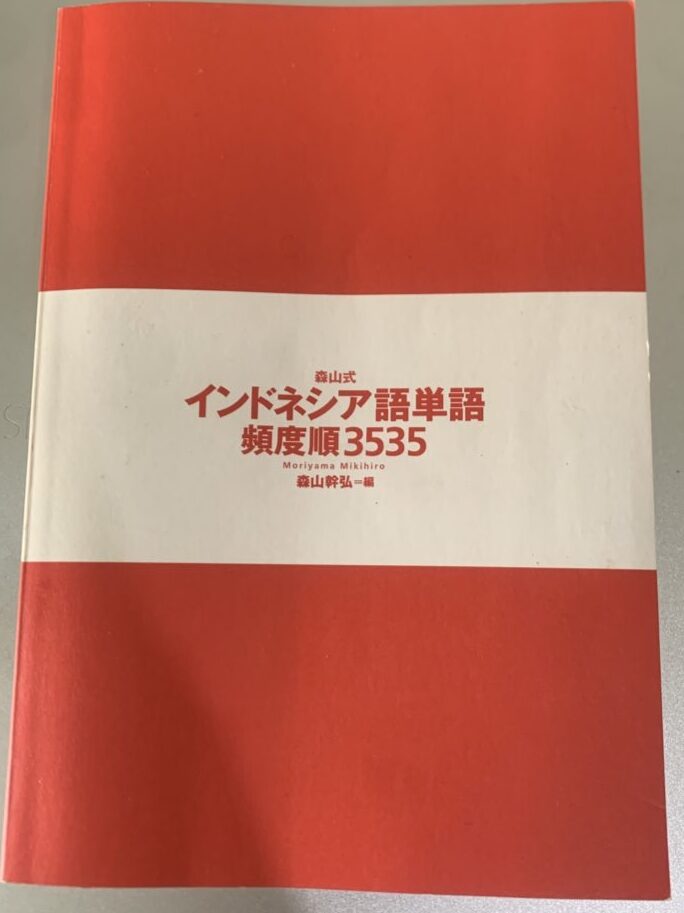 森山式
インドネシア語単語
頻度順3535
Moriyama Mikihiro
森山幹弘=編